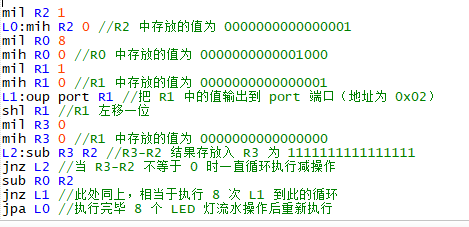 mil R2 1
L0:mih R2 0 //R2 中存放的值为 0000000000000001
mil R0 8
mih R0 0 //R0 中存放的值为 0000000000001000
mil R1 1
mih R1 0 //R1 中存放的值为 0000000000000001
L1:oup port R1 //把 R1 中的值输出到 port 端口（地址为 0x02）
shl R1 //R1 左移一位
mil R3 0
mih R3 0 //R1 中存放的值为 0000000000000000
L2:sub R3 R2 //R3-R2 结果存放入 R3 为 1111111111111111
jnz L2 //当 R3-R2 不等于 0 时一直循环执行减操作
sub R0 R2
jnz L1 //此处同上，相当于执行 8 次 L1 到此的循环
jpa L0 //执行完毕 8 个 LED 灯流水操作后重新执行